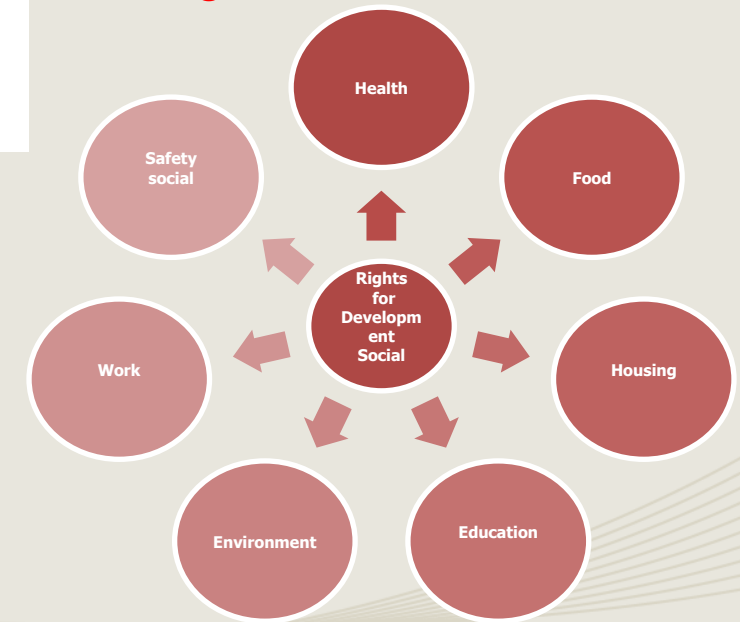 Health
Safety
social
Food
Rights
for
Developm
ent
Social
Work
Housing
Environment
Education